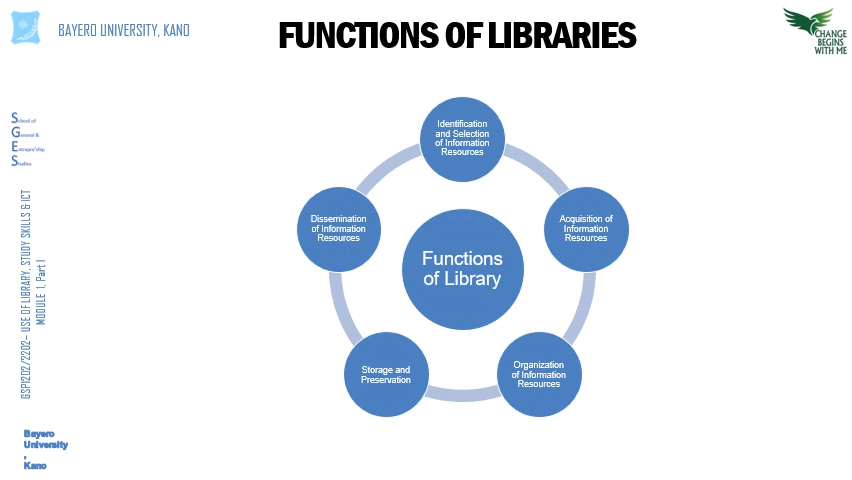 BAYERO UNIVERSITY, KANO
FUNCTIONS OF LIBRARIES
CHANGE
BEGINS
WITH ME
School of
General &
Entrepre'ship
Studies
GSP1202/2202 – USE OF LIBRARY, STUDY SKILLS & ICT
MODULE 1, Part I
Identification
and Selection
of Information
Resources
Dissemination
of Information
Resources
Acquisition of
Information
Resources
Functions
of Library
Storage and
Preservation
Organization
of Information
Resources
Bayero
University
,
Kano